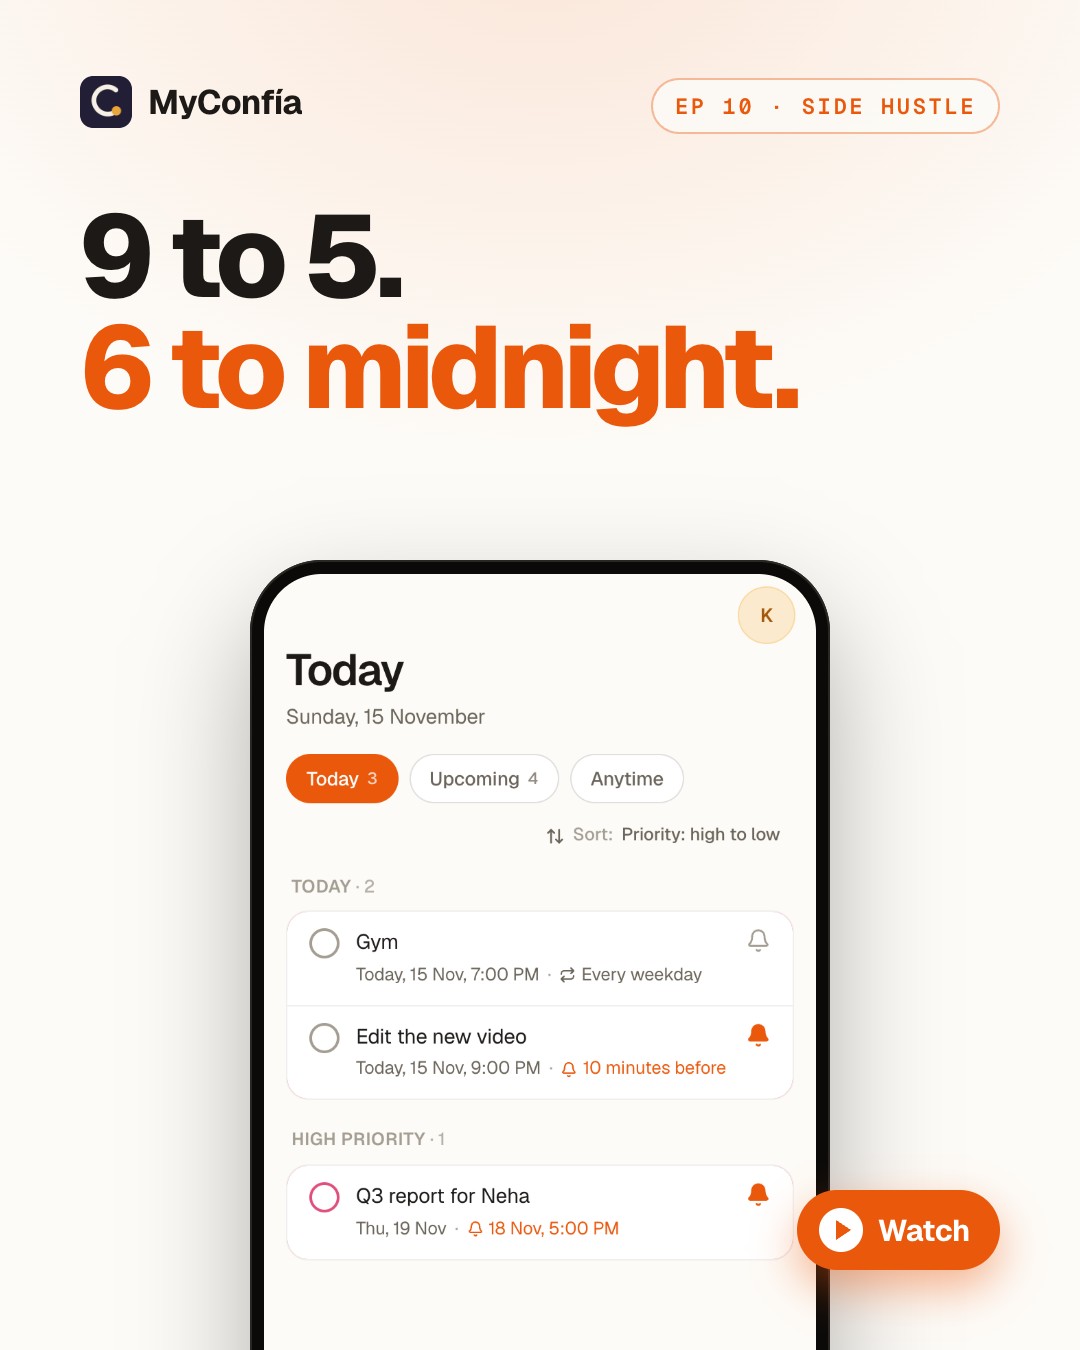 MyConfía
EP 10 · SIDE HUSTLE
9 to 5.
6 to midnight.
K
Today
Sunday, 15 November
Today 3 Upcoming 4 Anytime
Sort: Priority: high to low
TODAY · 2
Gym
Today, 15 Nov, 7:00 PM · Every weekday
Edit the new video
Today, 15 Nov, 9:00 PM · 10 minutes before
HIGH PRIORITY · 1
Q3 report for Neha
Thu, 19 Nov · 18 Nov, 5:00 PM
Watch